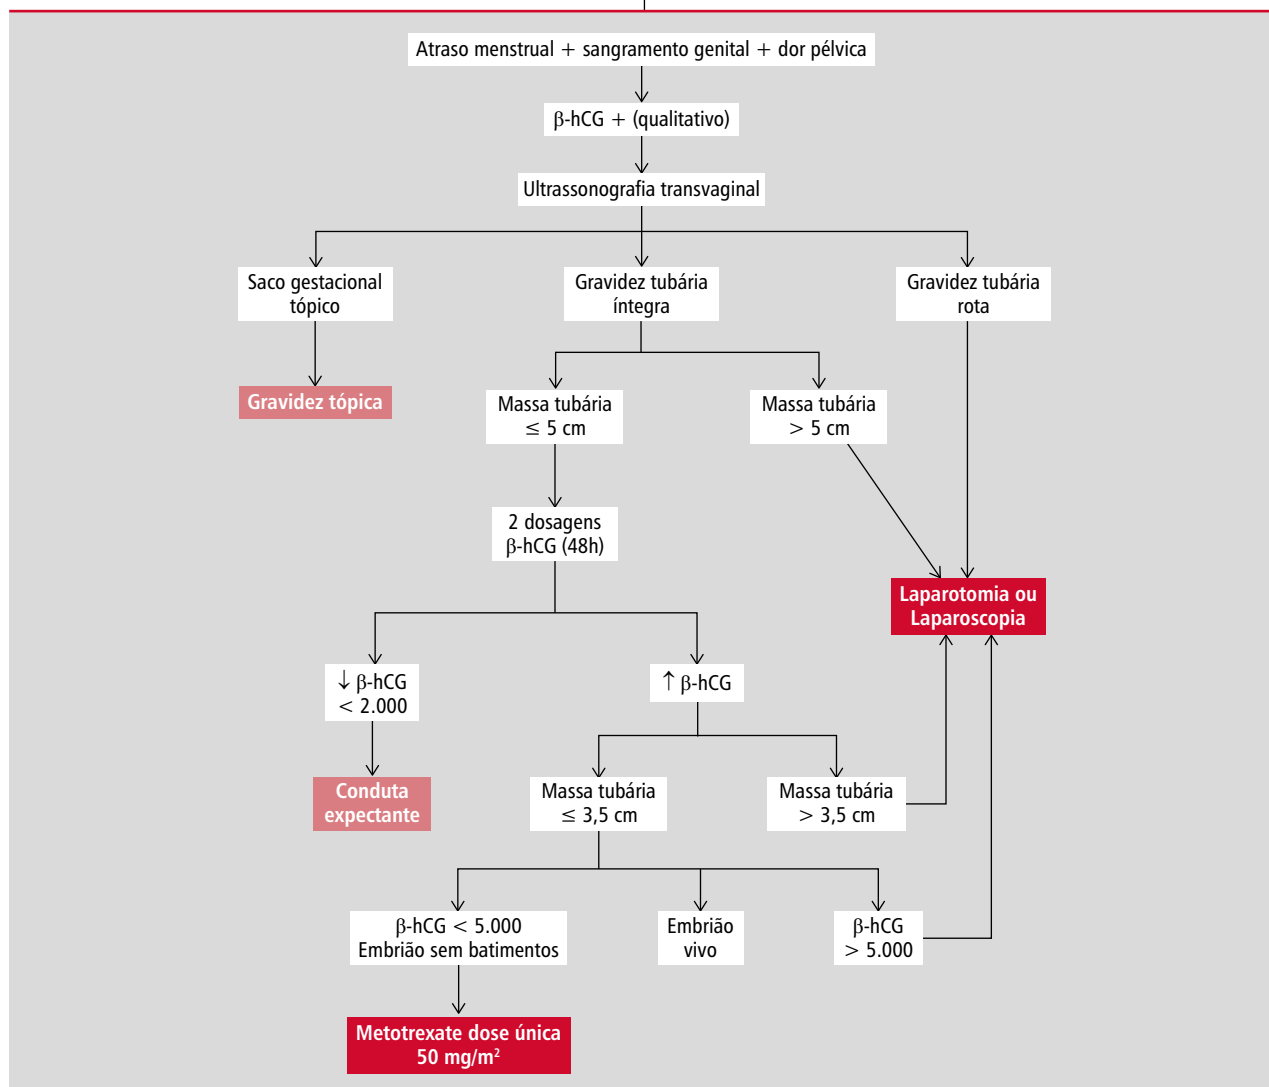 Atraso menstrual + sangramento genital + dor pélvica
β-hCG + (qualitativo)
Ultrassonografia transvaginal
Saco gestacional
tópico
Gravidez tubária
íntegra
Gravidez tubária
rota
Gravidez tópica
Massa tubária
≤ 5 cm
Massa tubária
> 5 cm
2 dosagens
β-hCG (48h)
Laparotomia ou
Laparoscopia
↓ β-hCG
< 2.000
↑ β-hCG
Conduta
expectante
Massa tubária
≤ 3,5 cm
Massa tubária
> 3,5 cm
β-hCG < 5.000
Embrião sem batimentos
Embrião
vivo
β-hCG
> 5.000
Metotrexate dose única
50 mg/m²